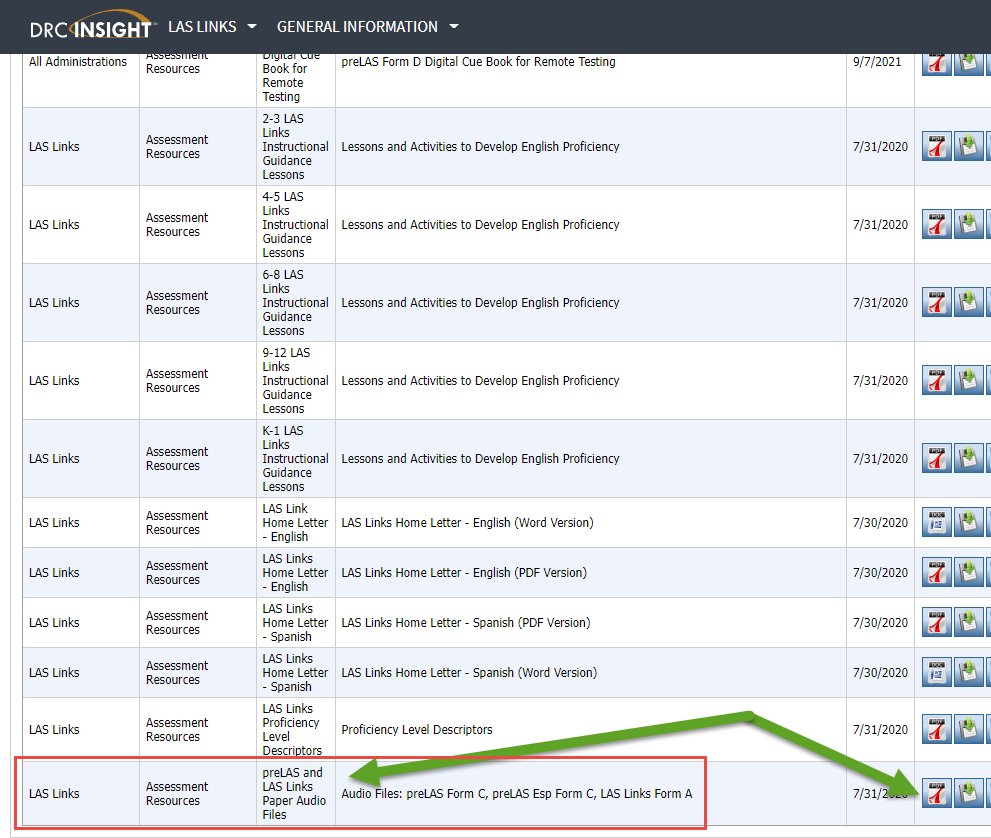 DRC INSIGHT LAS LINKS GENERAL INFORMATION
All Administrations
Assessment
Resources
Digital Cue
Book for
Remote
Testing
preLAS Form D Digital Cue Book for Remote Testing
9/7/2021
PDF
LAS Links
Assessment
Resources
2-3 LAS
Links
Instructional
Guidance
Lessons
Lessons and Activities to Develop English Proficiency
7/31/2020
PDF
LAS Links
Assessment
Resources
4-5 LAS
Links
Instructional
Guidance
Lessons
Lessons and Activities to Develop English Proficiency
7/31/2020
PDF
LAS Links
Assessment
Resources
6-8 LAS
Links
Instructional
Guidance
Lessons
Lessons and Activities to Develop English Proficiency
7/31/2020
PDF
LAS Links
Assessment
Resources
9-12 LAS
Links
Instructional
Guidance
Lessons
Lessons and Activities to Develop English Proficiency
7/31/2020
PDF
LAS Links
Assessment
Resources
K-1 LAS
Links
Instructional
Guidance
Lessons
Lessons and Activities to Develop English Proficiency
7/31/2020
PDF
LAS Links
Assessment
Resources
LAS Link
Home Letter
- English
LAS Links Home Letter - English (Word Version)
7/30/2020
DOC
LAS Links
Assessment
Resources
LAS Links
Home Letter
- English
LAS Links Home Letter - English (PDF Version)
7/30/2020
PDF
LAS Links
Assessment
Resources
LAS Links
Home Letter
- Spanish
LAS Links Home Letter - Spanish (PDF Version)
7/30/2020
PDF
LAS Links
Assessment
Resources
LAS Links
Home Letter
- Spanish
LAS Links Home Letter - Spanish (Word Version)
7/30/2020
DOC
LAS Links
Assessment
Resources
LAS Links
Proficiency
Level
Descriptors
Proficiency Level Descriptors
7/31/2020
PDF
LAS Links
Assessment
Resources
preLAS and
LAS Links
Paper Audio
Files
Audio Files: preLAS Form C, preLAS Esp Form C, LAS Links Form A
7/31/2020
PDF